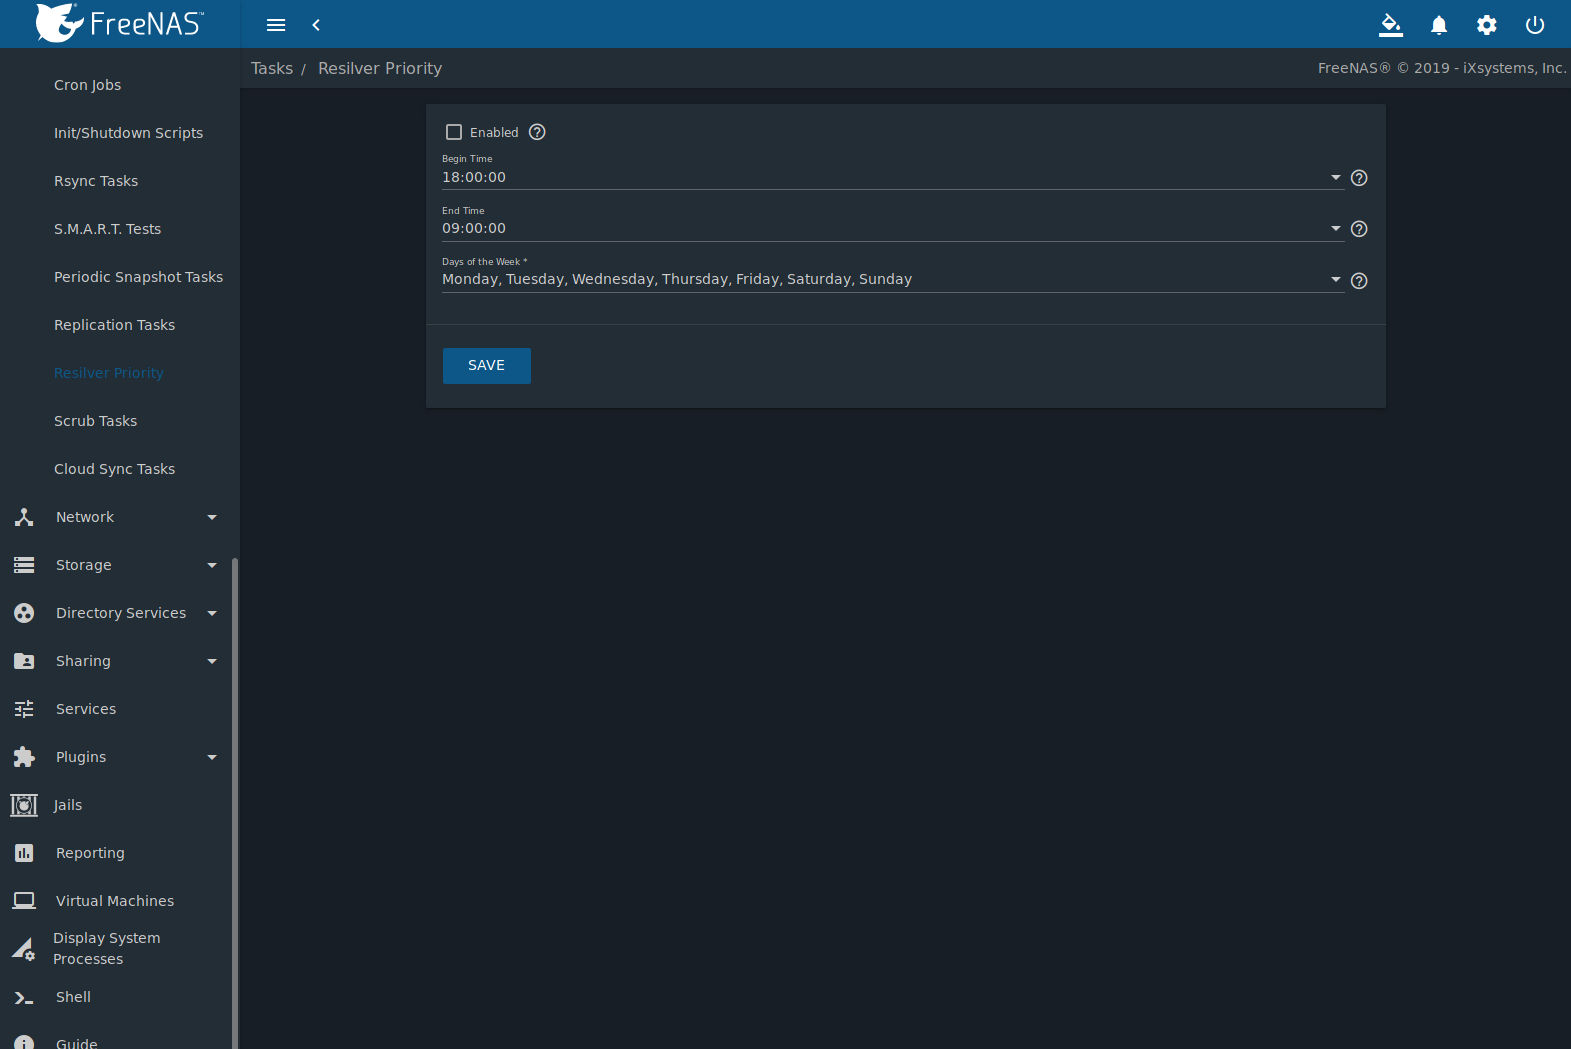 FreeNAS™
Tasks / Resilver Priority
FreeNAS® © 2019 - iXsystems, Inc.
Cron Jobs
Init/Shutdown Scripts
Rsync Tasks
S.M.A.R.T. Tests
Periodic Snapshot Tasks
Replication Tasks
Resilver Priority
Scrub Tasks
Cloud Sync Tasks
Network
Storage
Directory Services
Sharing
Services
Plugins
Jails
Reporting
Virtual Machines
Display System
Processes
Shell
Guide
Enabled
Begin Time
18:00:00
End Time
09:00:00
Days of the Week *
Monday, Tuesday, Wednesday, Thursday, Friday, Saturday, Sunday
SAVE